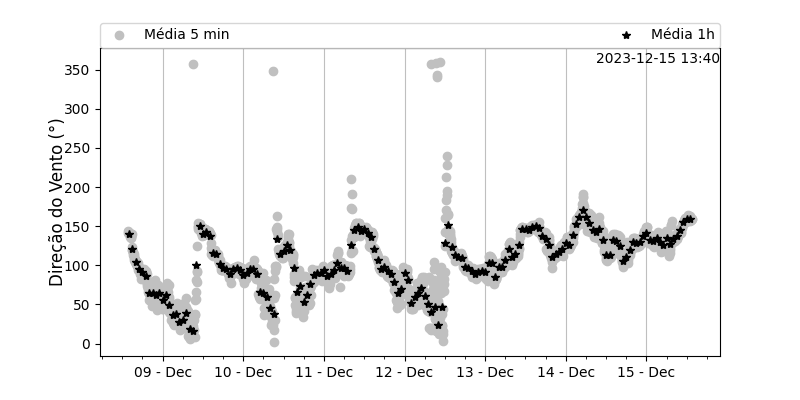 Média 5 min
Média 1h
2023-12-15 13:40
Direção do Vento (°)
350
300
250
200
150
100
50
0
09 - Dec
10 - Dec
11 - Dec
12 - Dec
13 - Dec
14 - Dec
15 - Dec